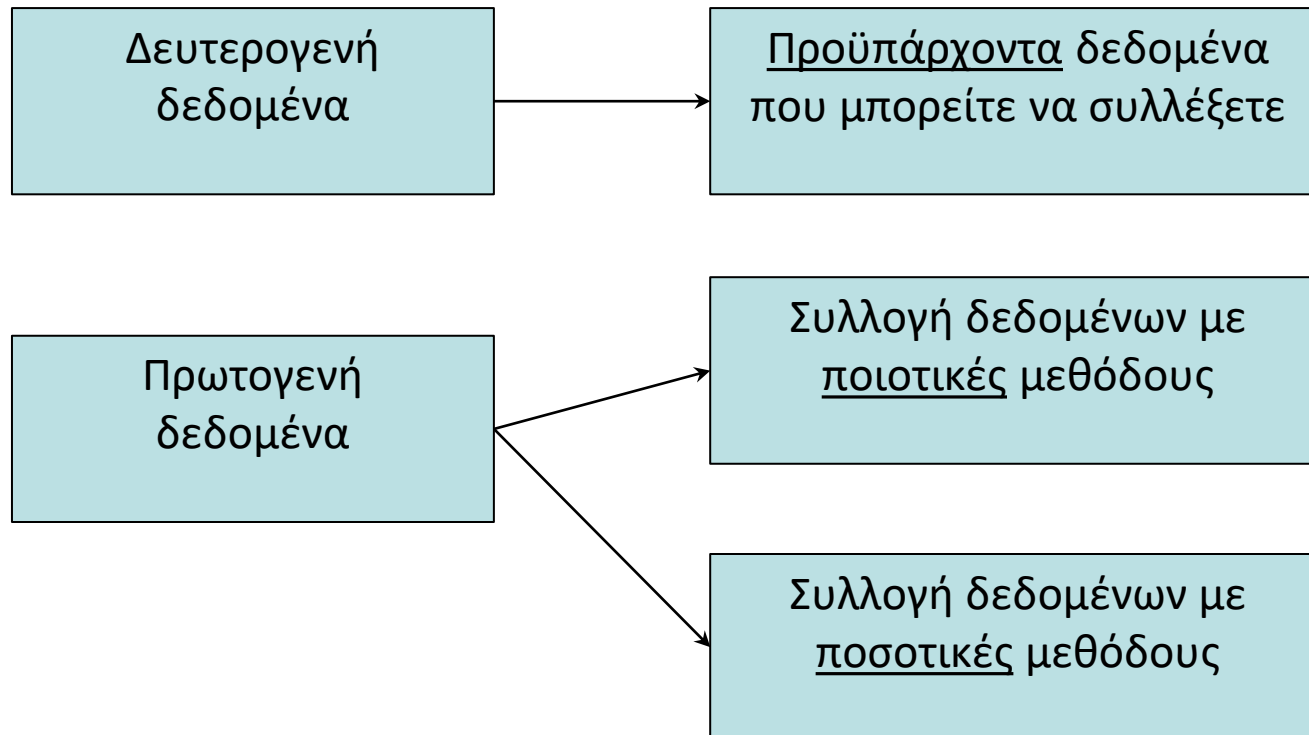 Δευτερογενή
δεδομένα
Προϋπάρχοντα δεδομένα
που μπορείτε να συλλέξετε
Πρωτογενή
δεδομένα
Συλλογή δεδομένων με
ποιοτικές μεθόδους
Συλλογή δεδομένων με
ποσοτικές μεθόδους